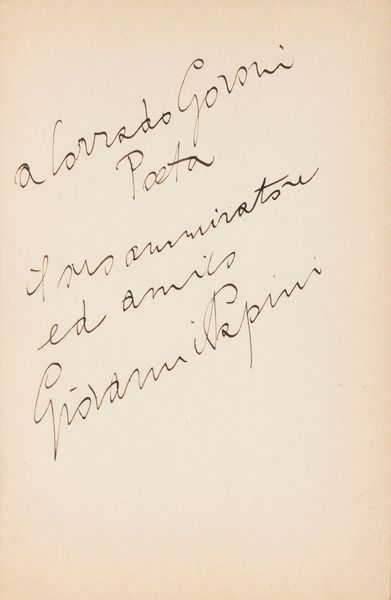 a Corrado Govoni
Poeta
il suo ammiratore
ed amico
Giovanni Papini